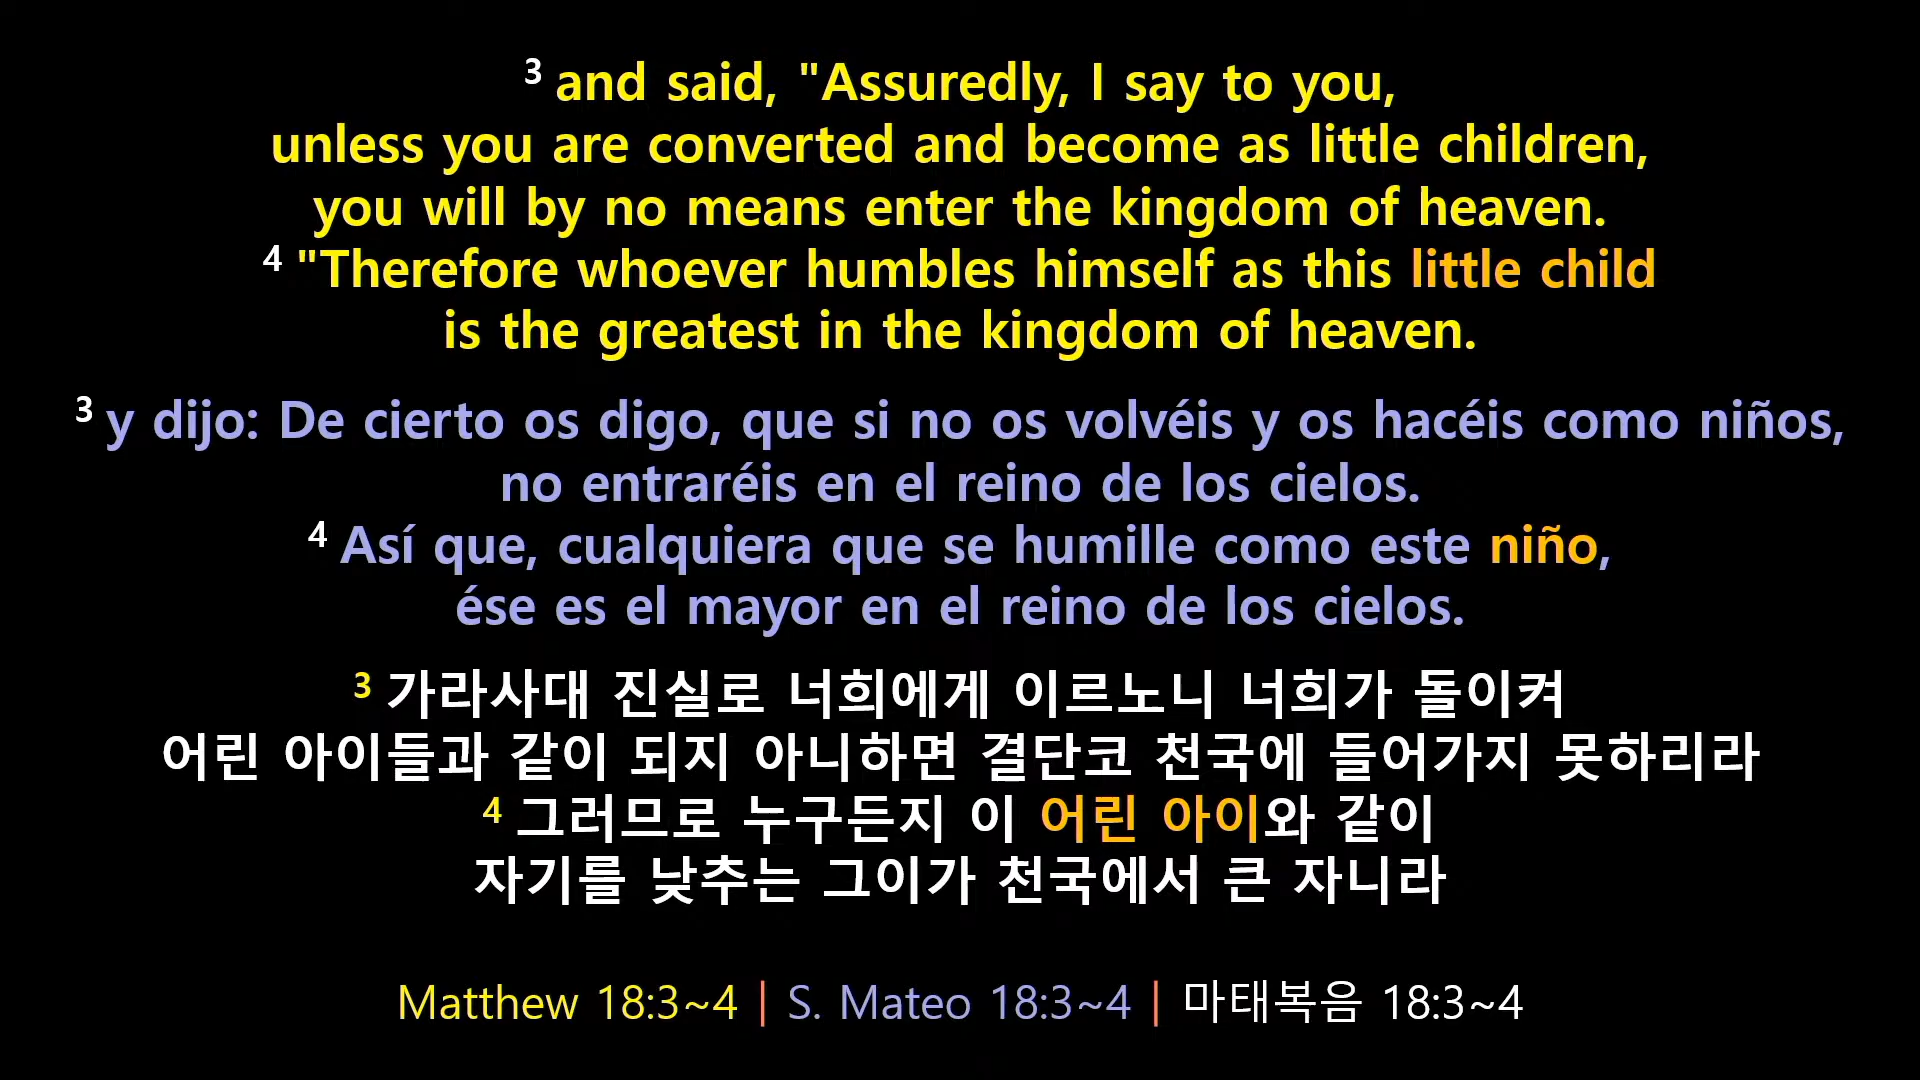 3 and said, "Assuredly, I say to you,
unless you are converted and become as little children,
you will by no means enter the kingdom of heaven.
4 "Therefore whoever humbles himself as this little child
is the greatest in the kingdom of heaven.
3 y dijo: De cierto os digo, que si no os volvéis y os hacéis como niños,
no entraréis en el reino de los cielos.
4 Así que, cualquiera que se humille como este niño,
ése es el mayor en el reino de los cielos.
3 가라사대 진실로 너희에게 이르노니 너희가 돌이켜
어린 아이들과 같이 되지 아니하면 결단코 천국에 들어가지 못하리라
4 그러므로 누구든지 이 어린 아이와 같이
자기를 낮추는 그이가 천국에서 큰 자니라
Matthew 18:3~4 | S. Mateo 18:3~4 | 마태복음 18:3~4